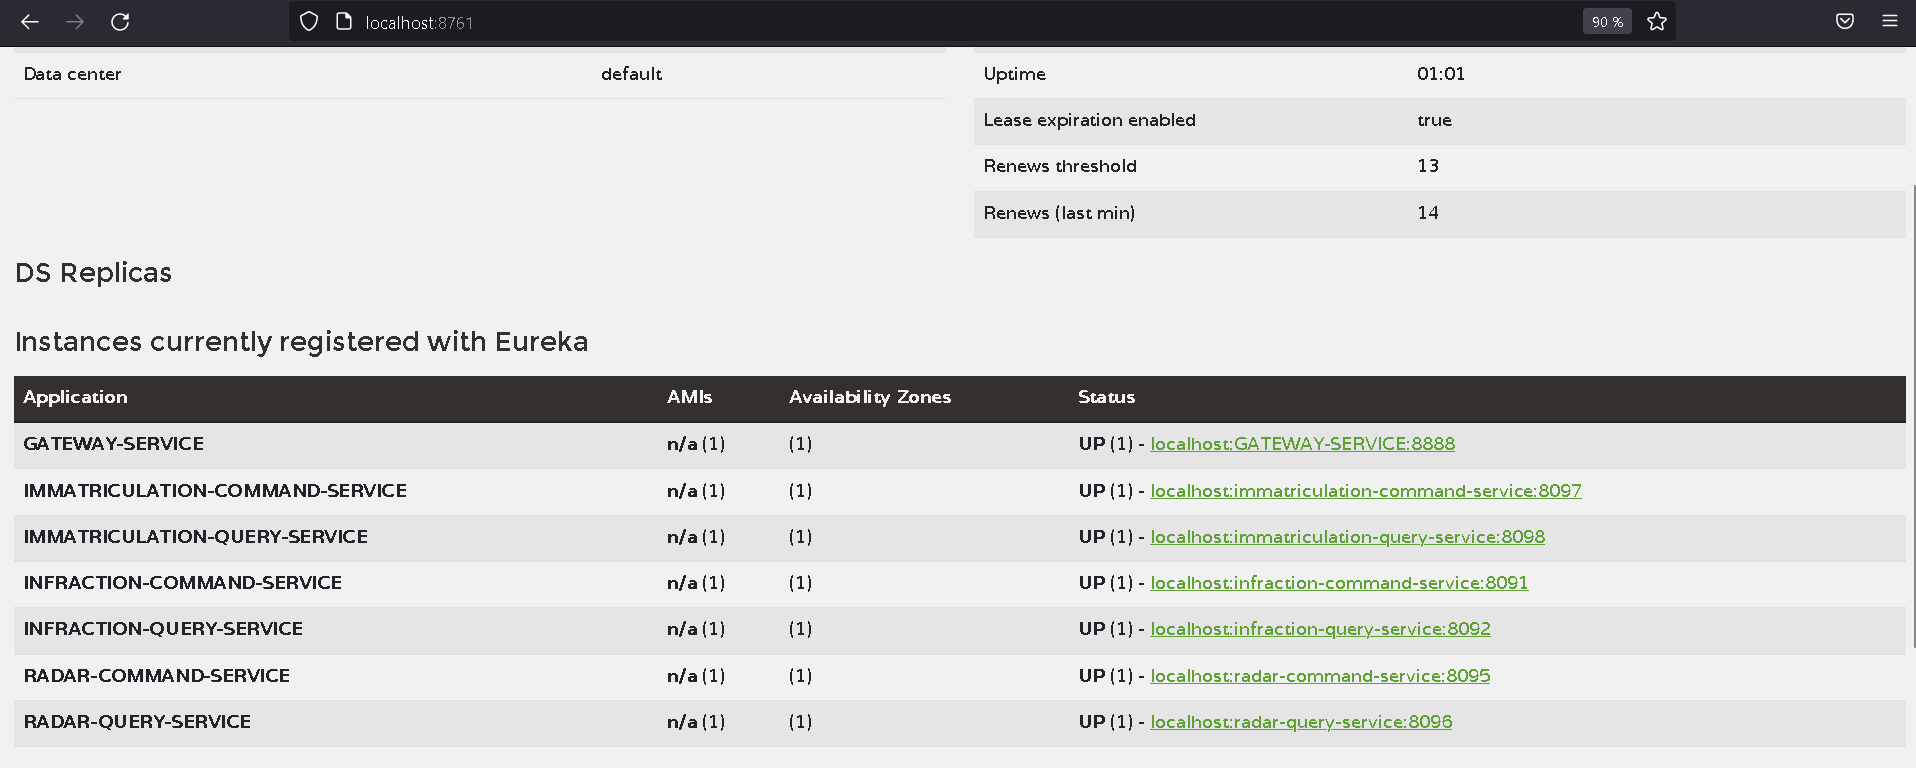 localhost:8761 90 %
Data center default
Uptime 01:01
Lease expiration enabled true
Renews threshold 13
Renews (last min) 14
DS Replicas
Instances currently registered with Eureka
Application AMIs Availability Zones Status
GATEWAY-SERVICE n/a (1) (1) UP (1) - localhost:GATEWAY-SERVICE:8888
IMMATRICULATION-COMMAND-SERVICE n/a (1) (1) UP (1) - localhost:immatriculation-command-service:8097
IMMATRICULATION-QUERY-SERVICE n/a (1) (1) UP (1) - localhost:immatriculation-query-service:8098
INFRACTION-COMMAND-SERVICE n/a (1) (1) UP (1) - localhost:infraction-command-service:8091
INFRACTION-QUERY-SERVICE n/a (1) (1) UP (1) - localhost:infraction-query-service:8092
RADAR-COMMAND-SERVICE n/a (1) (1) UP (1) - localhost:radar-command-service:8095
RADAR-QUERY-SERVICE n/a (1) (1) UP (1) - localhost:radar-query-service:8096